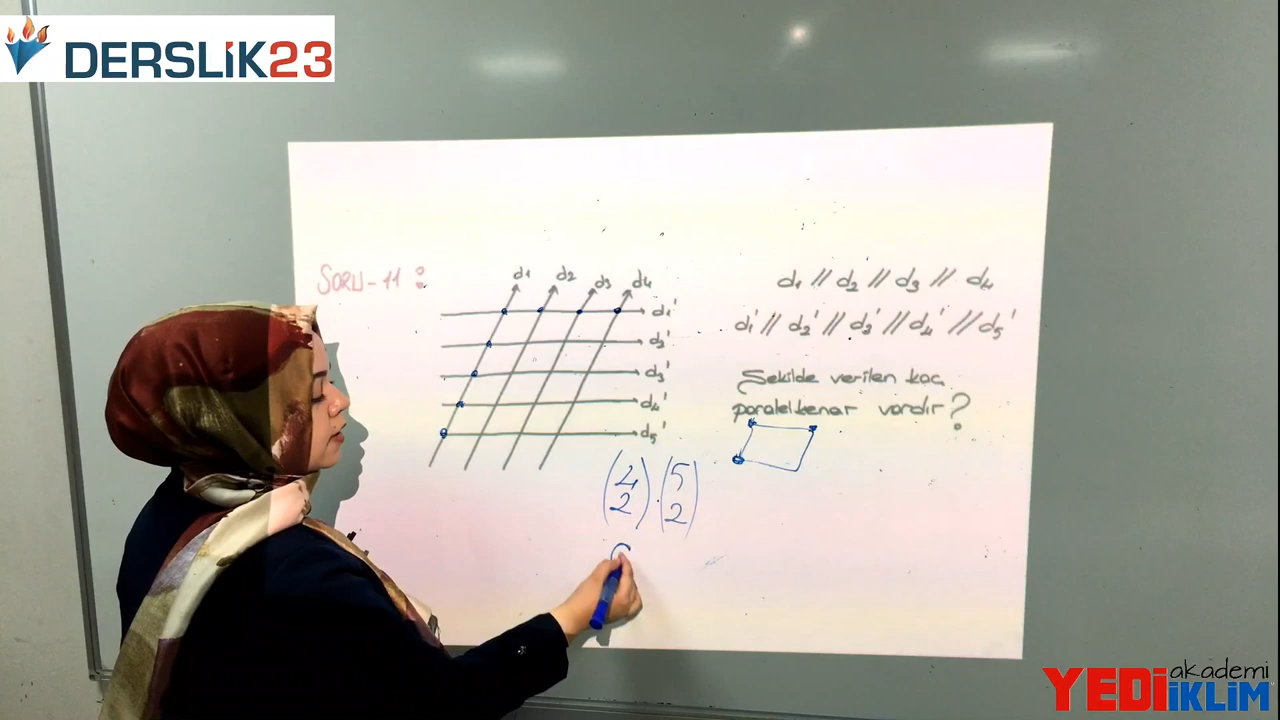 DERSLİK23
SORU-11:
d1 d2 d3 d4
d1'
d2'
d3'
d4'
d5'
d1 // d2 // d3 // d4
d1' // d2' // d3' // d4' // d5'
Şekilde verilen kaç
paralelkenar vardır?
(4 2) . (5 2)
YEDİ akademi
İKLİM